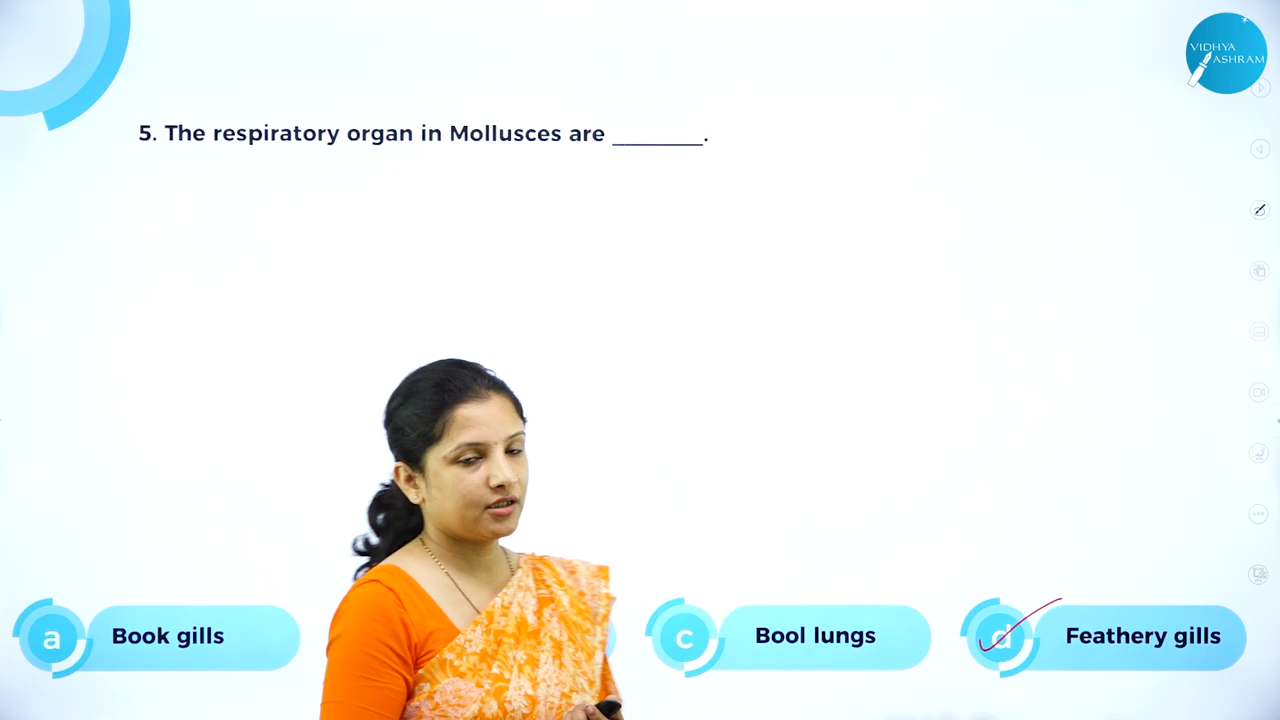 VIDHYA
ASHRAM
5. The respiratory organ in Mollusces are ________.
a Book gills
c Bool lungs
d Feathery gills